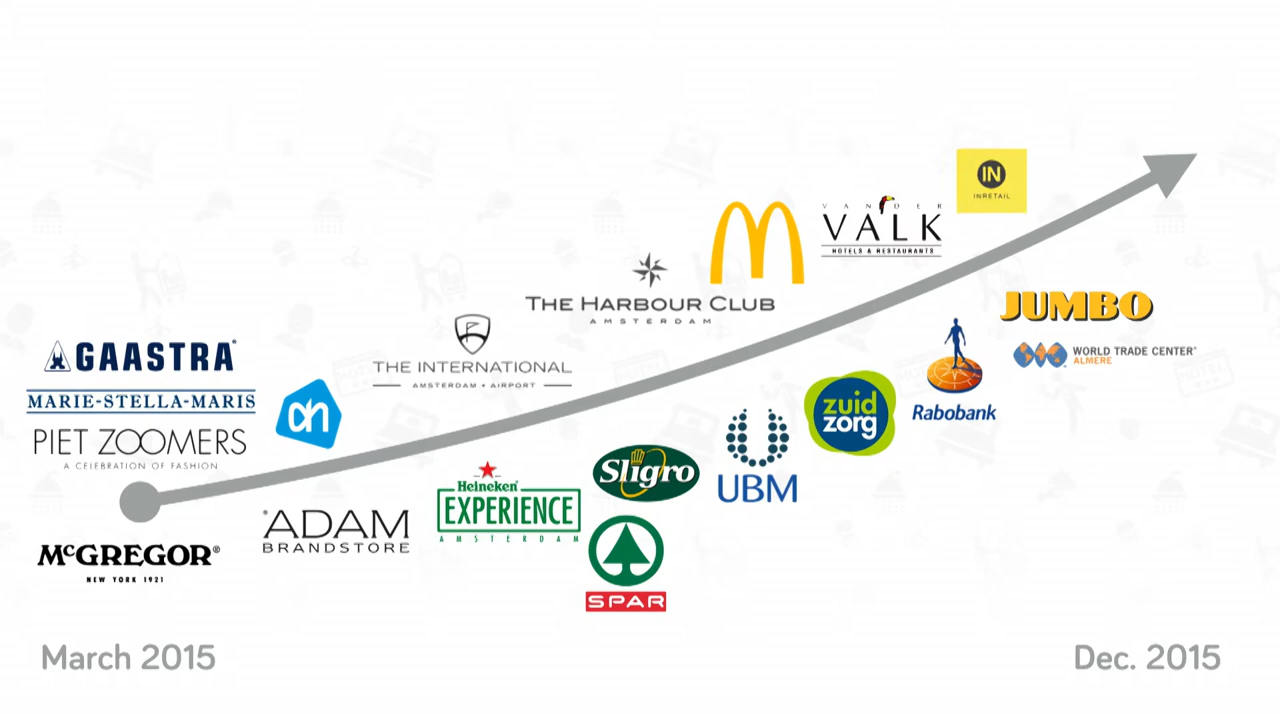 GAASTRA®
MARIE-STELLA-MARIS
PIET ZOOMERS
A CELEBRATION OF FASHION
McGREGOR®
NEW YORK 1921
ah
ADAM
BRANDSTORE
THE INTERNATIONAL
AMSTERDAM • AIRPORT
Heineken
EXPERIENCE
AMSTERDAM
THE HARBOUR CLUB
AMSTERDAM
Sligro
SPAR
M
UBM
VAN DER
VALK
HOTELS & RESTAURANTS
zuid
zorg
IN
INRETAIL
Rabobank
JUMBO
WORLD TRADE CENTER®
ALMERE
March 2015
Dec. 2015